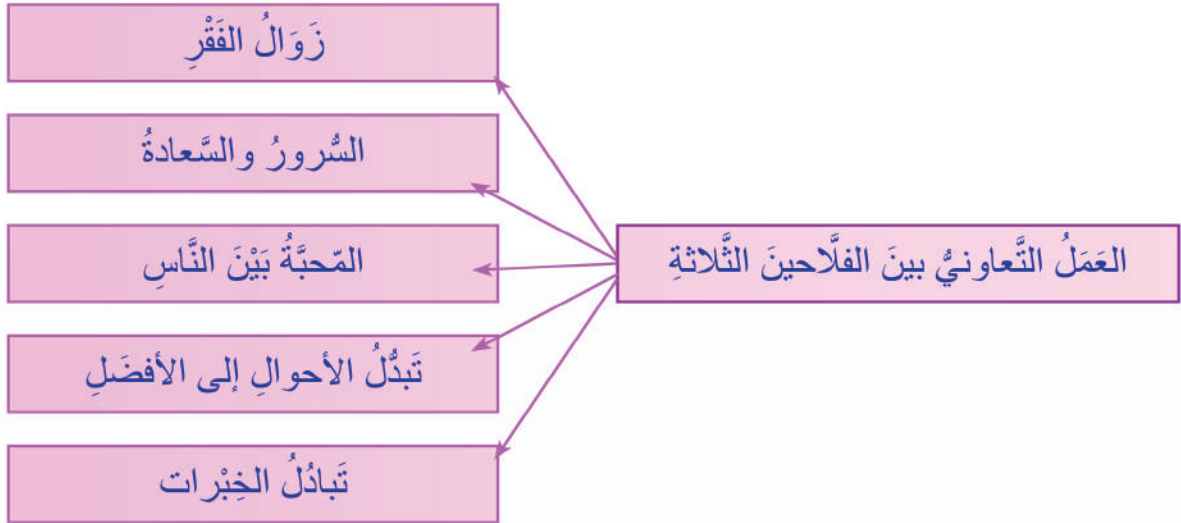 العَمَلُ التَّعاونيُّ بينَ الفلَّاحينَ الثَّلاثةِ
زَوَالُ الفَقْرِ
السُّرورُ والسَّعادةُ
المّحبَّةُ بَيْنَ النَّاسِ
تَبدُّلُ الأحوالِ إلى الأفضَلِ
تَبادُلُ الخِبْرات